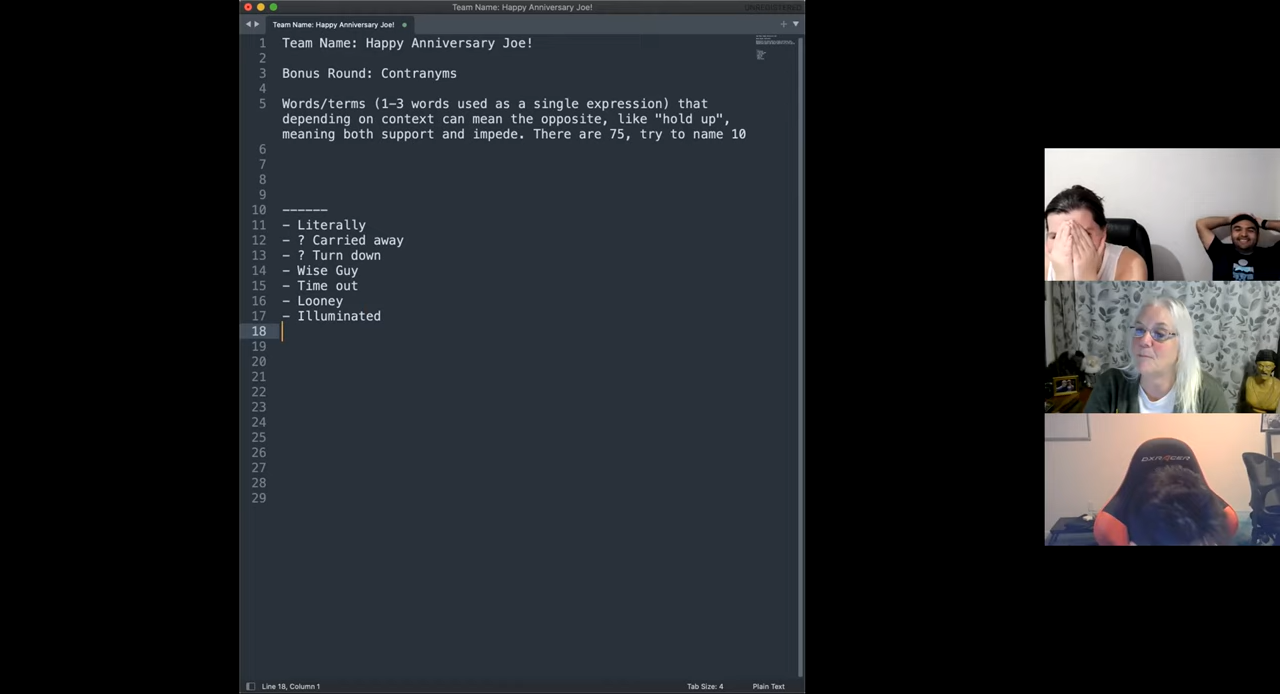 Team Name: Happy Anniversary Joe!
UNREGISTERED
Team Name: Happy Anniversary Joe!
1 Team Name: Happy Anniversary Joe!
2
3 Bonus Round: Contranyms
4
5 Words/terms (1-3 words used as a single expression) that
depending on context can mean the opposite, like "hold up",
meaning both support and impede. There are 75, try to name 10
6
7
8
9
10 ------
11 - Literally
12 - ? Carried away
13 - ? Turn down
14 - Wise Guy
15 - Time out
16 - Looney
17 - Illuminated
18
19
20
21
22
23
24
25
26
27
28
29
DXRACER
Line 18, Column 1
Tab Size: 4
Plain Text